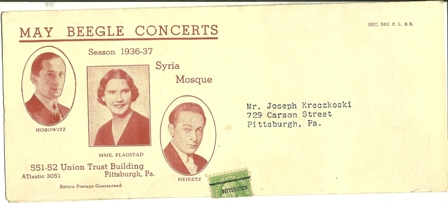 MAY BEEGLE CONCERTS
SEC. 562 P. L. & R.
Season 1936-37
Syria
Mosque
HOROWITZ
MME. FLAGSTAD
HEIFETZ
Mr. Joseph Kreczkoski
729 Carson Street
Pittsburgh, Pa.
551-52 Union Trust Building
ATlantic 3051
Pittsburgh, Pa.
Return Postage Guaranteed
PITTSBURGH